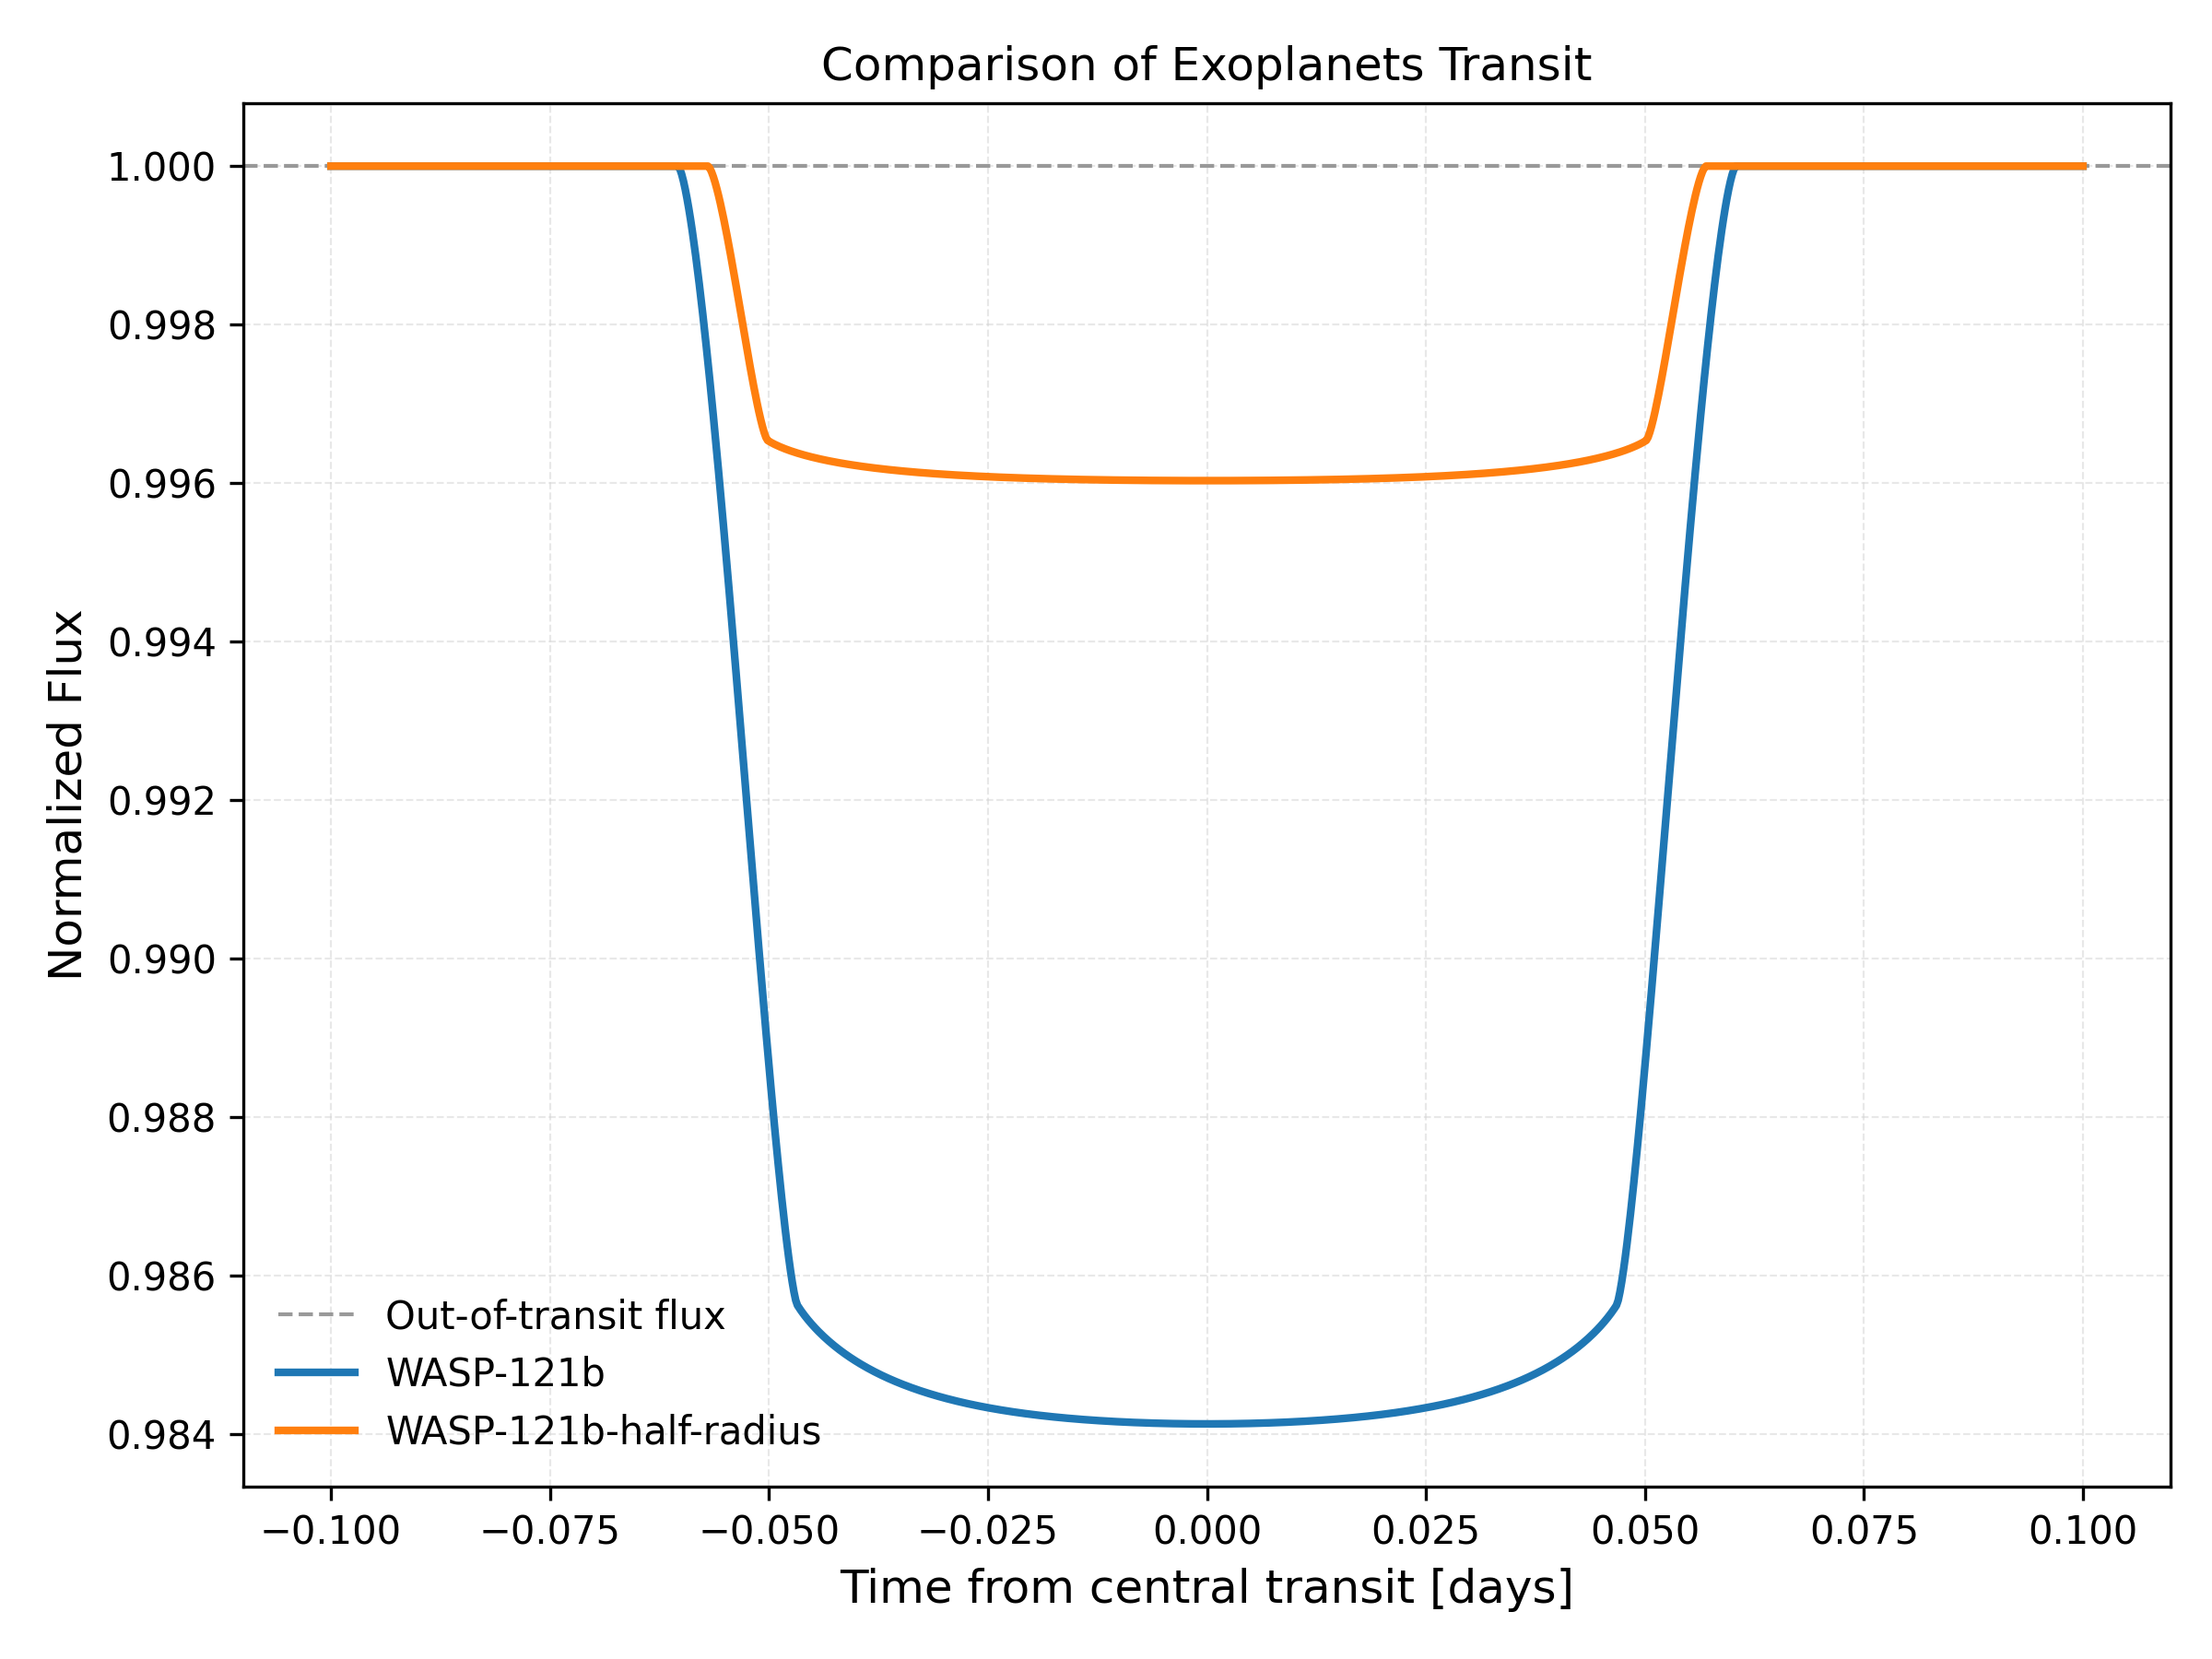 Comparison of Exoplanets Transit
Normalized Flux
1.000
0.998
0.996
0.994
0.992
0.990
0.988
0.986
0.984
Out-of-transit flux
WASP-121b
WASP-121b-half-radius
−0.100 −0.075 −0.050 −0.025 0.000 0.025 0.050 0.075 0.100
Time from central transit [days]